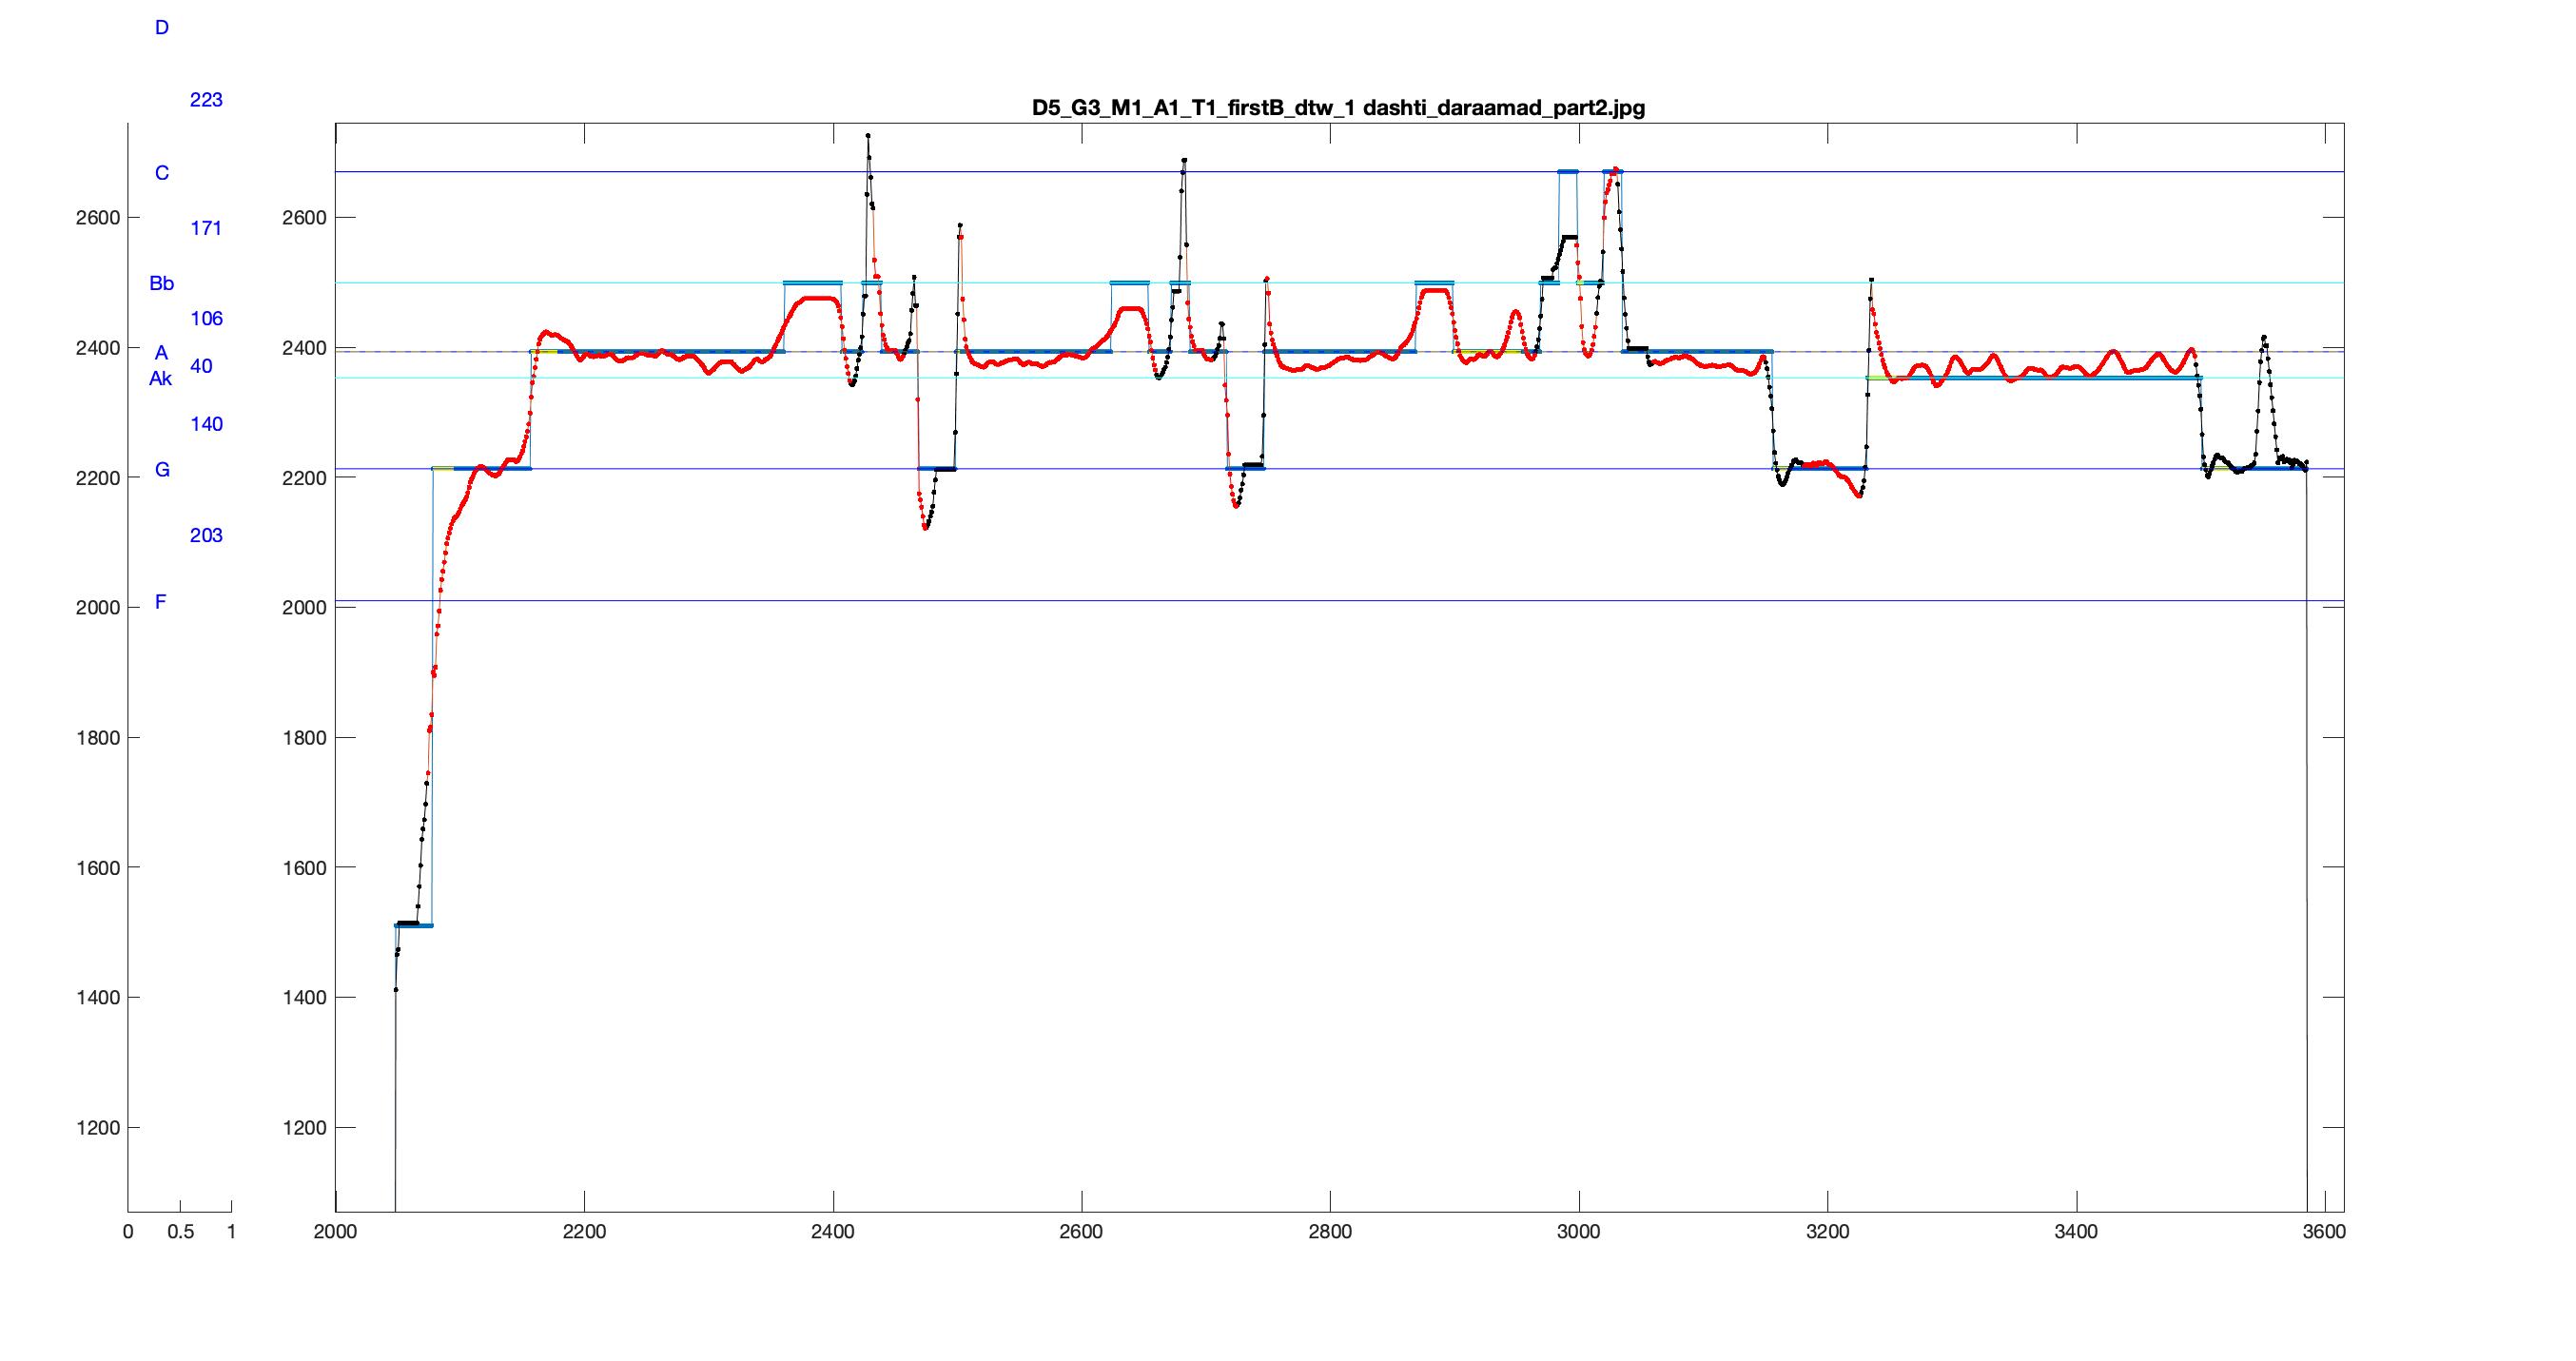 D
223
D5_G3_M1_A1_T1_firstB_dtw_1 dashti_daraamad_part2.jpg
C
2600 2600
171
Bb
106
2400 A 2400
40
Ak
140
2200 G 2200
203
2000 F 2000
1800 1800
1600 1600
1400 1400
1200 1200
0 0.5 1 2000 2200 2400 2600 2800 3000 3200 3400 3600